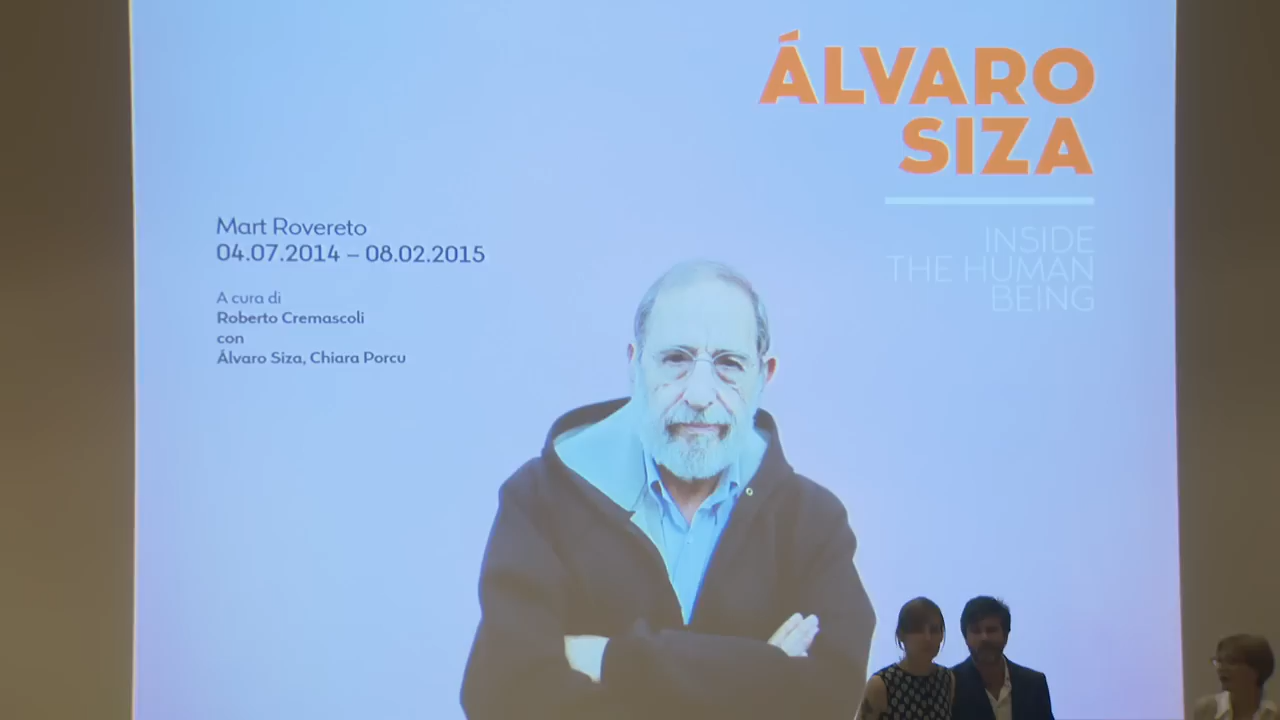 ÁLVARO
SIZA
INSIDE
THE HUMAN
BEING
Mart Rovereto
04.07.2014 – 08.02.2015
A cura di
Roberto Cremascoli
con
Álvaro Siza, Chiara Porcu